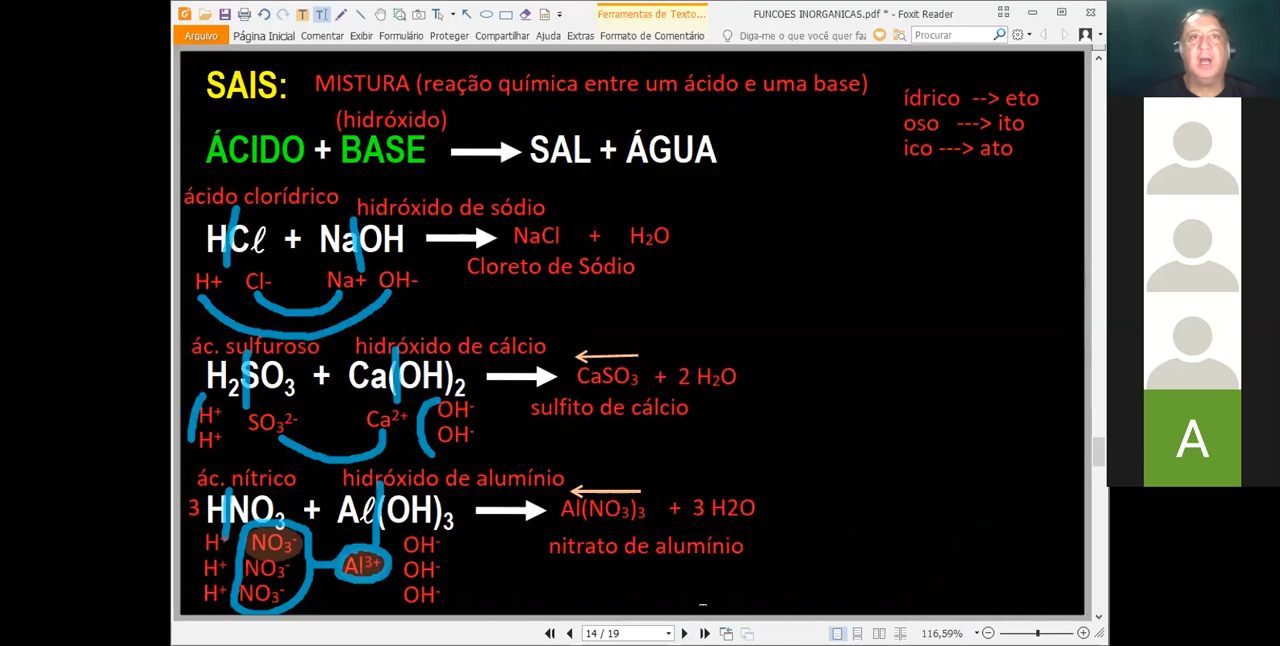 Ferramentas de Texto...
FUNCOES INORGANICAS.pdf * - Foxit Reader
Arquivo Página Inicial Comentar Exibir Formulário Proteger Compartilhar Ajuda Extras Formato de Comentário Diga-me o que você quer faz Procurar
SAIS: MISTURA (reação química entre um ácido e uma base)
(hidróxido)
ÁCIDO + BASE SAL + ÁGUA
ídrico --> eto
oso ---> ito
ico ---> ato
ácido clorídrico hidróxido de sódio
HCℓ + NaOH NaCl + H₂O
Cloreto de Sódio
H+ Cl- Na+ OH-
ác. sulfuroso hidróxido de cálcio
H₂SO₃ + Ca(OH)₂ CaSO₃ + 2 H₂O
sulfito de cálcio
H⁺ SO₃²⁻ Ca²⁺ OH⁻
H⁺ OH⁻
ác. nítrico hidróxido de alumínio
3 HNO₃ + Aℓ(OH)₃ Al(NO₃)₃ + 3 H2O
nitrato de alumínio
H⁺ NO₃⁻ OH⁻
H⁺ NO₃⁻ Al³⁺ OH⁻
H⁺ NO₃⁻ OH⁻
14 / 19
116,59%
A